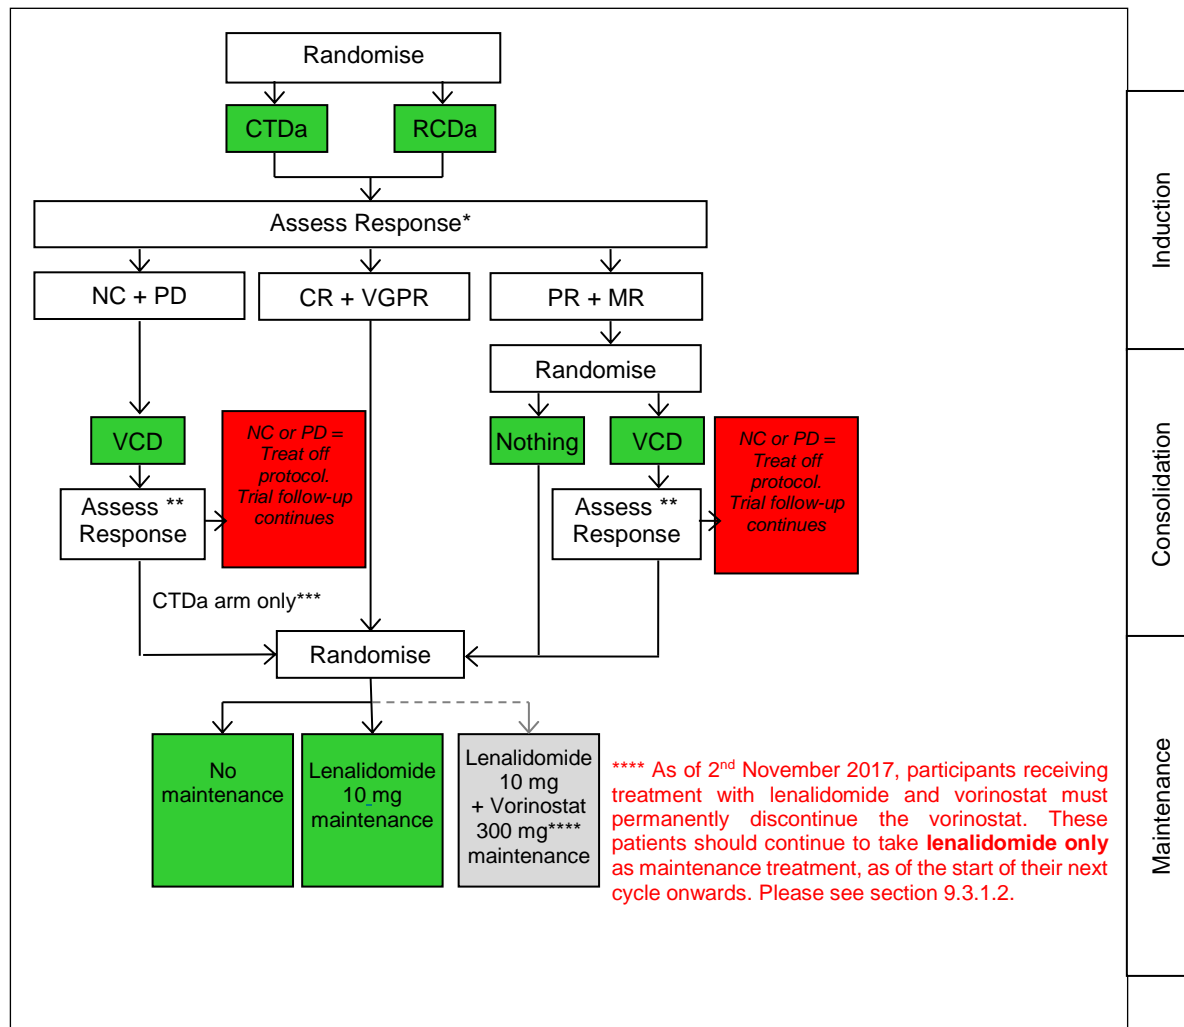 Randomise
CTDa
RCDa
Assess Response*
NC + PD
CR + VGPR
PR + MR
Randomise
VCD
NC or PD =
Treat off
protocol.
Trial follow-up
continues
Nothing
VCD
NC or PD =
Treat off
protocol.
Trial follow-up
continues
Assess **
Response
Assess **
Response
CTDa arm only***
Randomise
No
maintenance
Lenalidomide
10 mg
maintenance
Lenalidomide
10 mg
+ Vorinostat
300 mg****
maintenance
**** As of 2nd November 2017, participants receiving
treatment with lenalidomide and vorinostat must
permanently discontinue the vorinostat. These
patients should continue to take lenalidomide only
as maintenance treatment, as of the start of their next
cycle onwards. Please see section 9.3.1.2.
Induction
Consolidation
Maintenance